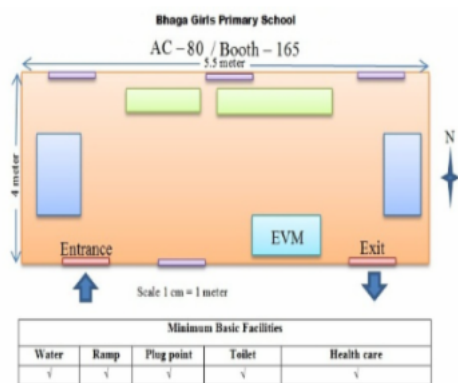 Bhaga Girls Primary School
AC – 80 / Booth – 165
5.5 meter
4 meter
N
EVM
Entrance
Exit
Scale 1 cm = 1 meter
Minimum Basic Facilities
Water Ramp Plug point Toilet Health care
√ √ √ √ √